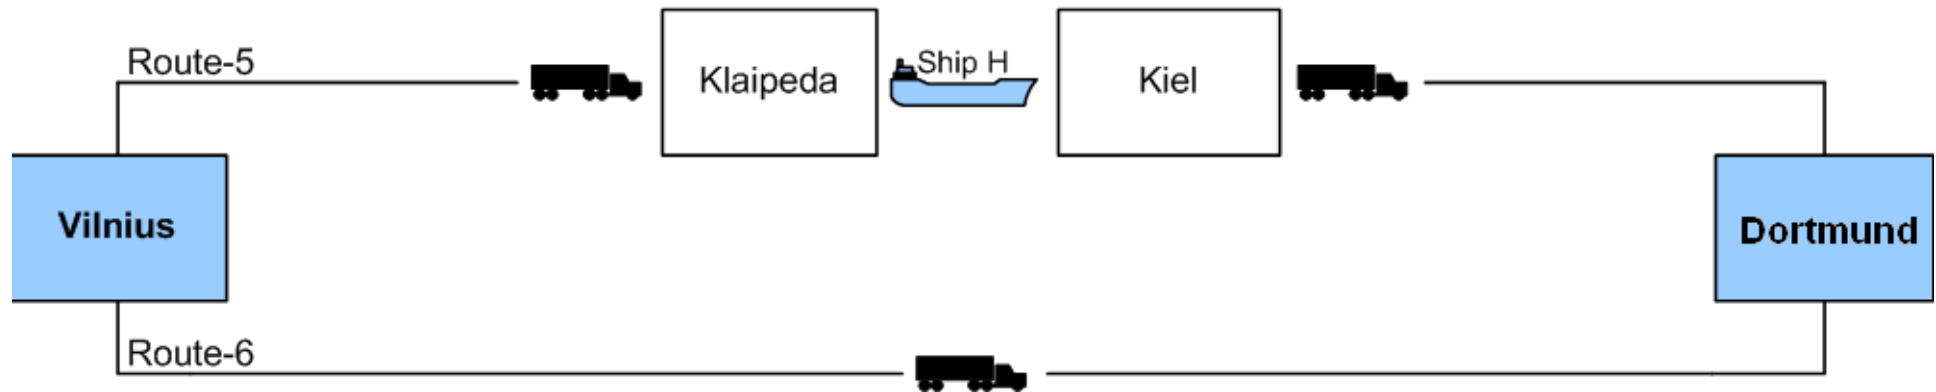 Route-5
Klaipeda
Ship H
Kiel
Vilnius
Dortmund
Route-6